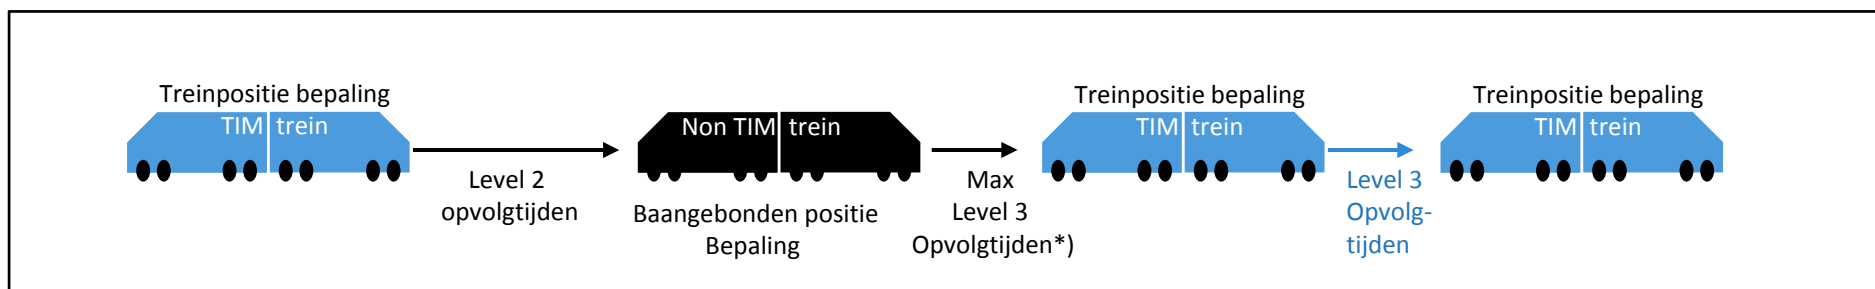 Treinpositie bepaling
TIM trein
Level 2
opvolgtijden
Non TIM trein
Baangebonden positie
Bepaling
Max
Level 3
Opvolgtijden*)
Treinpositie bepaling
TIM trein
Level 3
Opvolg-
tijden
Treinpositie bepaling
TIM trein